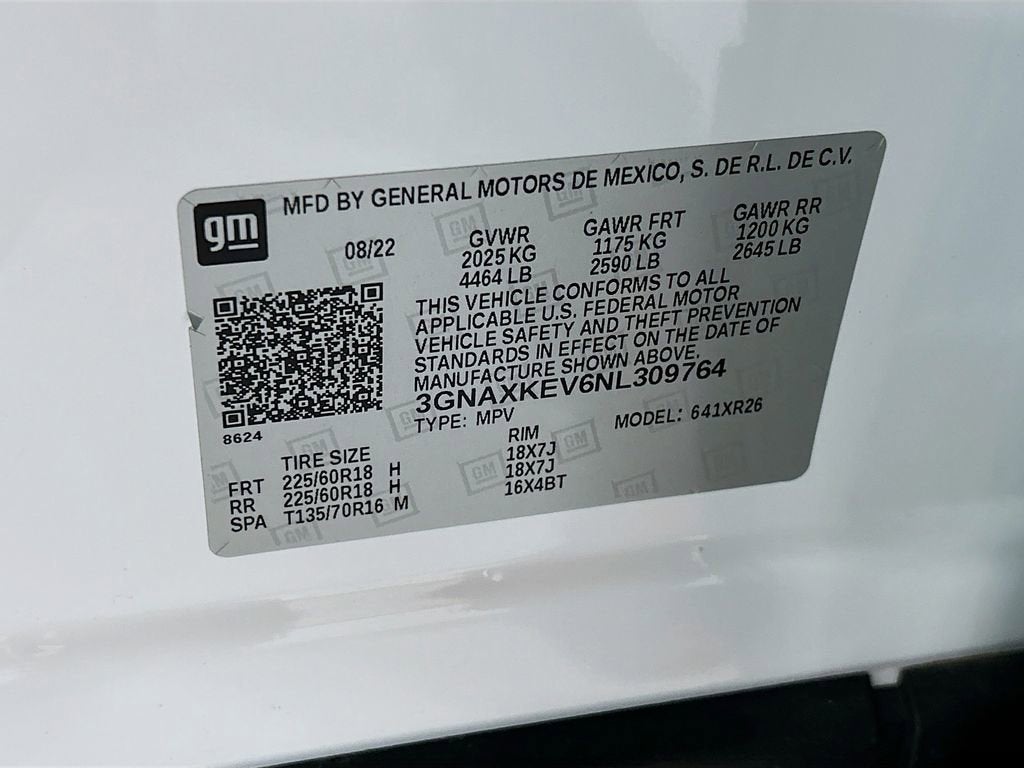 gm
MFD BY GENERAL MOTORS DE MEXICO, S. DE R.L. DE C.V.
08/22
GVWR
2025 KG
4464 LB
GAWR FRT
1175 KG
2590 LB
GAWR RR
1200 KG
2645 LB
THIS VEHICLE CONFORMS TO ALL
APPLICABLE U.S. FEDERAL MOTOR
VEHICLE SAFETY AND THEFT PREVENTION
STANDARDS IN EFFECT ON THE DATE OF
MANUFACTURE SHOWN ABOVE.
3GNAXKEV6NL309764
TYPE: MPV MODEL: 641XR26
8624
TIRE SIZE RIM
FRT 225/60R18 H 18X7J
RR 225/60R18 H 18X7J
SPA T135/70R16 M 16X4BT